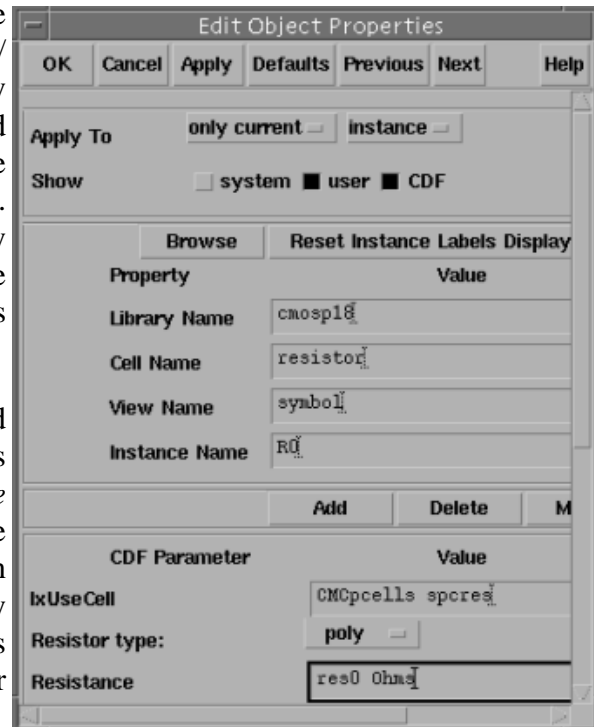 Edit Object Properties
OK Cancel Apply Defaults Previous Next Help
Apply To only current instance
Show system user CDF
Browse Reset Instance Labels Display
Property Value
Library Name cmosp18
Cell Name resistor
View Name symbol
Instance Name R0
Add Delete M
CDF Parameter Value
lxUseCell CMCpcells spcres
Resistor type: poly
Resistance res0 Ohms